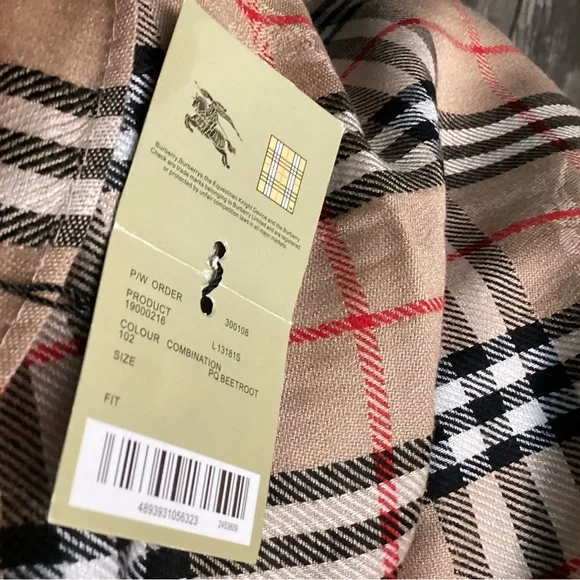 Burberry, Burberrys, the Equestrian Knight Device and the Burberry
Check are trade marks belonging to Burberry Limited and are registered
or protected by unfair competition laws in all major markets.
P/W ORDER 300108
PRODUCT
19000216 L13181S
COLOUR COMBINATION
102 PQ BEETROOT
SIZE
FIT
4893931056323
2453809